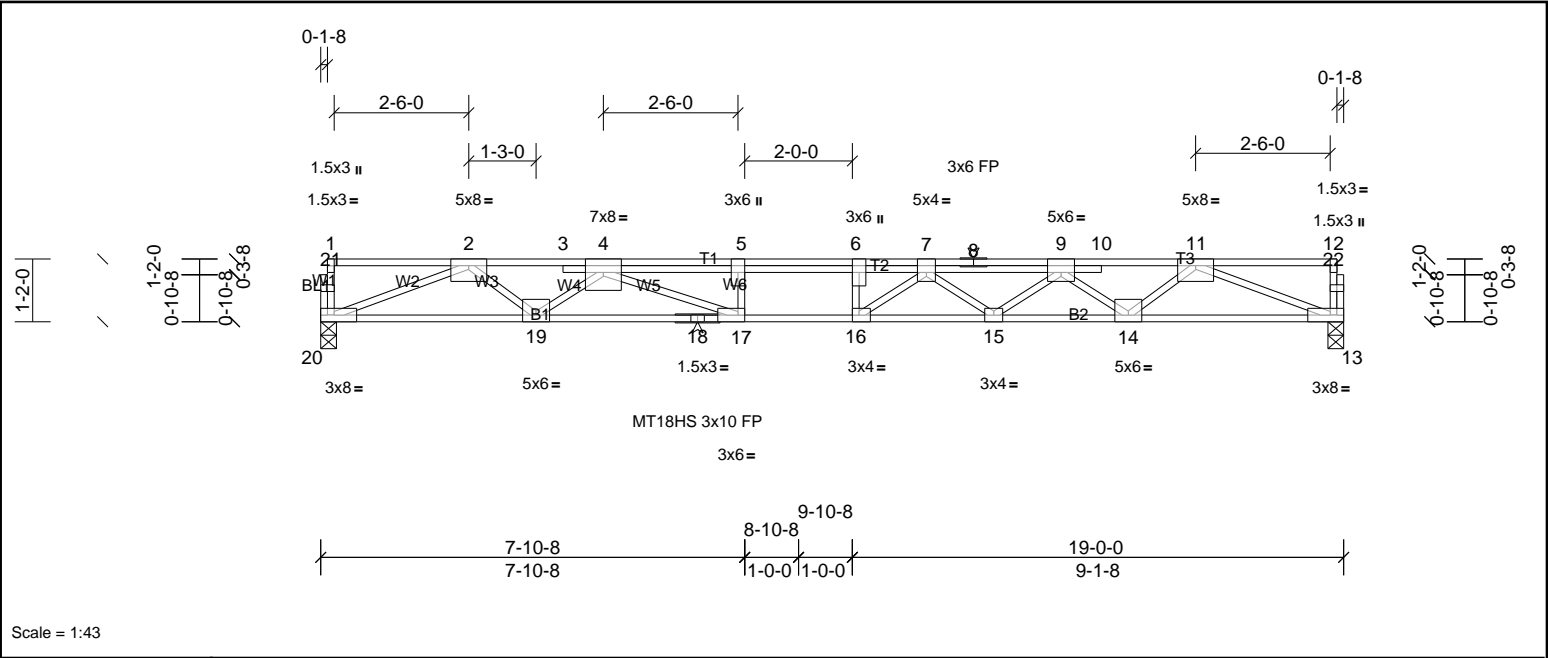 0-1-8
0-1-8
2-6-0
2-6-0
1-3-0
2-0-0
2-6-0
1.5x3 II
3x6 FP
1.5x3 =
1.5x3 =
5x8 =
3x6 II
5x4 =
5x8 =
7x8 =
3x6 II
5x6 =
1.5x3 II
1 2 3 4 5 6 7 8 9 10 11 12
21 T1 T2 T3 22
BL W1 W2 W3 W4 W5 W6
B1 B2
1-2-0
1-2-0
0-10-8
0-10-8
0-3-8
1-2-0
0-10-8
0-10-8
0-3-8
20 19 18 17 16 15 14 13
3x8 =
5x6 =
1.5x3 =
3x4 =
3x4 =
5x6 =
3x8 =
MT18HS 3x10 FP
3x6 =
9-10-8
8-10-8
7-10-8
19-0-0
7-10-8
1-0-0
1-0-0
9-1-8
Scale = 1:43